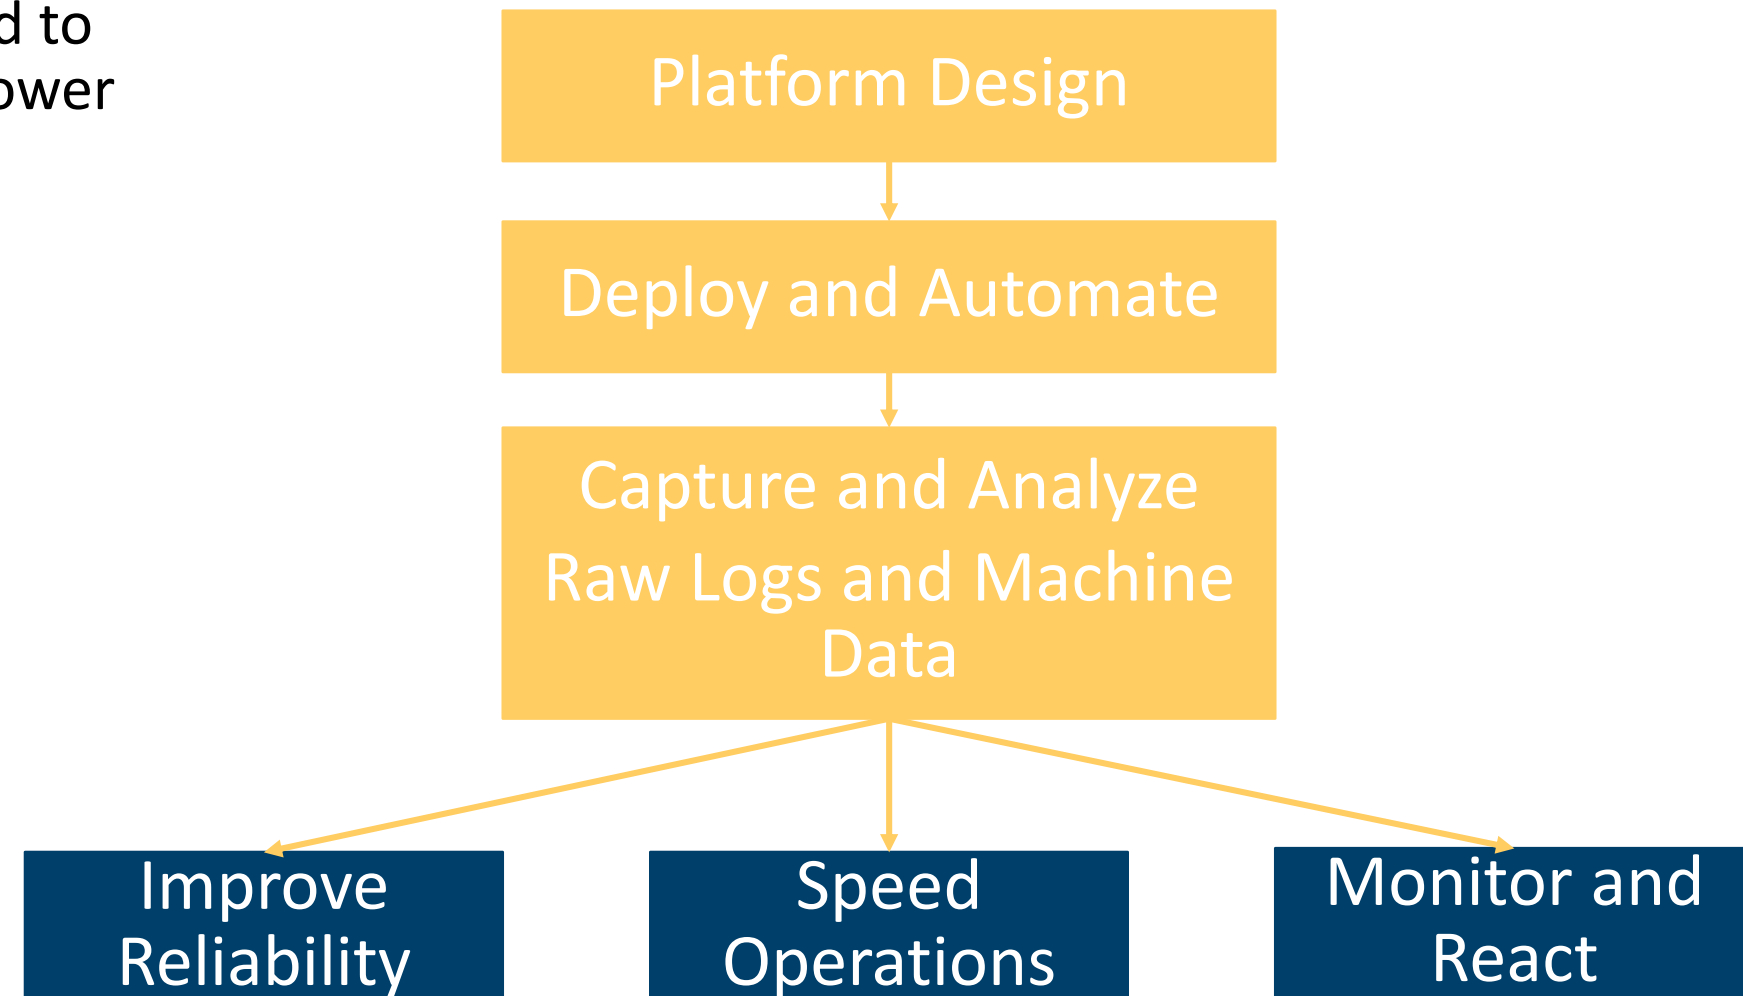 d to
ower
Platform Design
Deploy and Automate
Capture and Analyze
Raw Logs and Machine
Data
Improve
Reliability
Speed
Operations
Monitor and
React